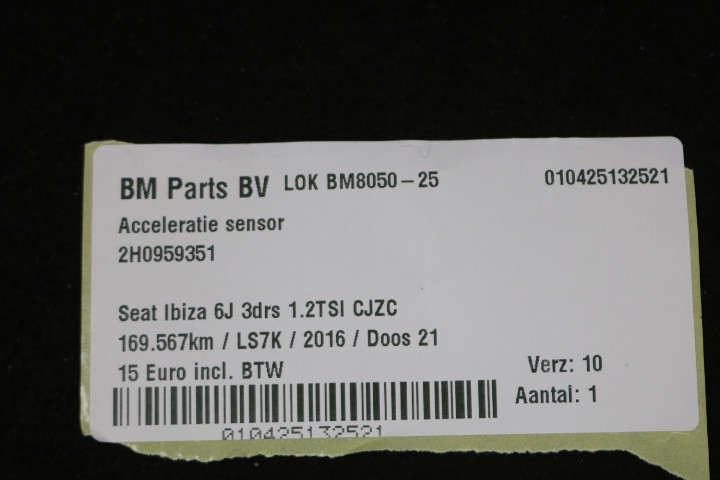 BM Parts BV LOK BM8050-25 010425132521
Acceleratie sensor
2H0959351
Seat Ibiza 6J 3drs 1.2TSI CJZC
169.567km / LS7K / 2016 / Doos 21
15 Euro incl. BTW Verz: 10
Aantal: 1
010425132521